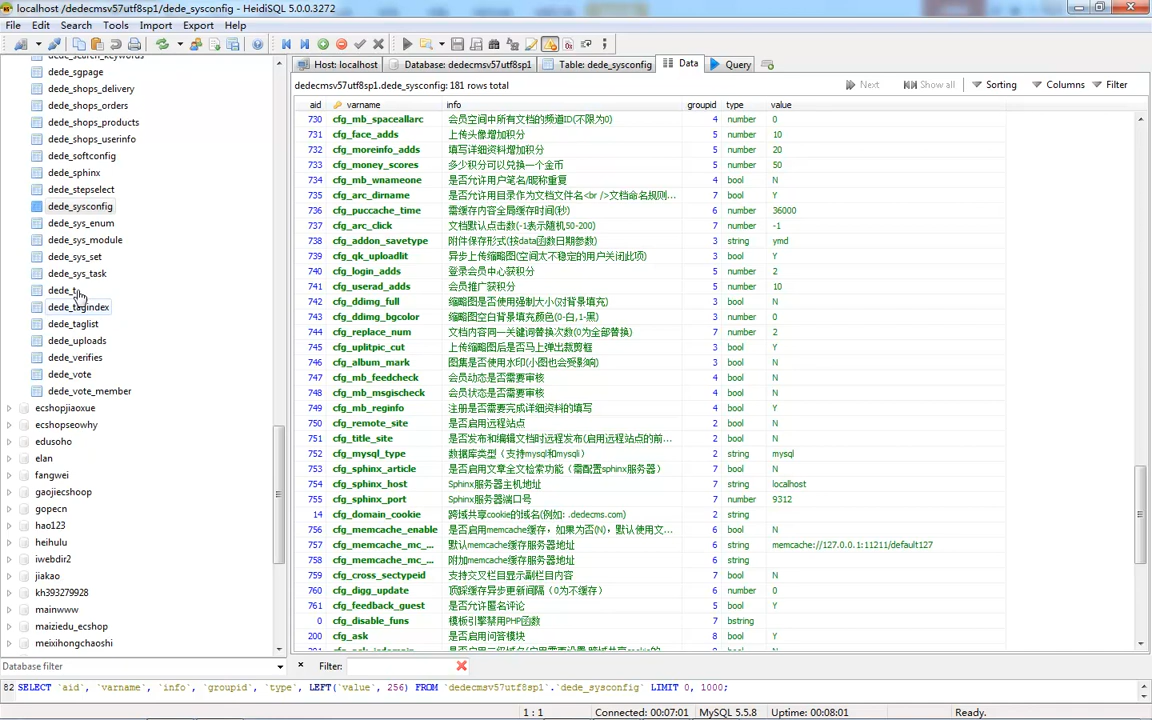 localhost /dedecmsv57utf8sp1/dede_sysconfig - HeidiSQL 5.0.0.3272
File Edit Search Tools Import Export Help
dede_search_keywords
dede_sgpage
dede_shops_delivery
dede_shops_orders
dede_shops_products
dede_shops_userinfo
dede_softconfig
dede_sphinx
dede_stepselect
dede_sysconfig
dede_sys_enum
dede_sys_module
dede_sys_set
dede_sys_task
dede_t
dede_tagindex
dede_taglist
dede_uploads
dede_verifies
dede_vote
dede_vote_member
ecshopjiaoxue
ecshopseowhy
edusoho
elan
fangwei
gaojiecshoop
gopecn
hao123
heihulu
iwebdir2
jiakao
kh393279928
mainwww
maiziedu_ecshop
meixihongchaoshi
Host: localhost Database: dedecmsv57utf8sp1 Table: dede_sysconfig Data Query
dedecmsv57utf8sp1.dede_sysconfig: 181 rows total Next Show all Sorting Columns Filter
aid varname info groupid type value
730 cfg_mb_spaceallarc 会员空间中所有文档的频道ID(不限为0) 4 number 0
731 cfg_face_adds 上传头像增加积分 5 number 10
732 cfg_moreinfo_adds 填写详细资料增加积分 5 number 20
733 cfg_money_scores 多少积分可以兑换一个金币 5 number 50
734 cfg_mb_wnameone 是否允许用户笔名/昵称重复 4 bool N
735 cfg_arc_dirname 是否允许用目录作为文档文件名<br />文档命名规则... 7 bool Y
736 cfg_puccache_time 需缓存内容全局缓存时间(秒) 6 number 36000
737 cfg_arc_click 文档默认点击数(-1表示随机50-200) 7 number -1
738 cfg_addon_savetype 附件保存形式(按data函数日期参数) 3 string ymd
739 cfg_qk_uploadlit 异步上传缩略图(空间太不稳定的用户关闭此项) 3 bool Y
740 cfg_login_adds 登录会员中心获积分 5 number 2
741 cfg_userad_adds 会员推广获积分 5 number 10
742 cfg_ddimg_full 缩略图是否使用强制大小(对背景填充) 3 bool N
743 cfg_ddimg_bgcolor 缩略图空白背景填充颜色(0-白,1-黑) 3 number 0
744 cfg_replace_num 文档内容同一关键词替换次数(0为全部替换) 7 number 2
745 cfg_uplitpic_cut 上传缩略图后是否马上弹出裁剪框 3 bool Y
746 cfg_album_mark 图集是否使用水印(小图也会受影响) 3 bool N
747 cfg_mb_feedcheck 会员动态是否需要审核 4 bool N
748 cfg_mb_msgischeck 会员状态是否需要审核 4 bool N
749 cfg_mb_reginfo 注册是否需要完成详细资料的填写 4 bool Y
750 cfg_remote_site 是否启用远程站点 2 bool N
751 cfg_title_site 是否发布和编辑文档时远程发布(启用远程站点的前... 2 bool N
752 cfg_mysql_type 数据库类型（支持mysql和mysqli） 2 string mysql
753 cfg_sphinx_article 是否启用文章全文检索功能（需配置sphinx服务器） 7 bool N
754 cfg_sphinx_host Sphinx服务器主机地址 7 string localhost
755 cfg_sphinx_port Sphinx服务器端口号 7 number 9312
14 cfg_domain_cookie 跨域共享cookie的域名(例如: .dedecms.com) 2 string
756 cfg_memcache_enable 是否启用memcache缓存，如果为否(N)，默认使用文... 6 bool N
757 cfg_memcache_mc_... 默认memcache缓存服务器地址 6 string memcache://127.0.0.1:11211/default127
758 cfg_memcache_mc_... 附加memcache缓存服务器地址 6 string
759 cfg_cross_sectypeid 支持交叉栏目显示副栏目内容 7 bool N
760 cfg_digg_update 顶踩缓存异步更新间隔（0为不缓存） 6 number 0
761 cfg_feedback_guest 是否允许匿名评论 5 bool Y
0 cfg_disable_funs 模板引擎禁用PHP函数 7 bstring
200 cfg_ask 是否启用问答模块 8 bool Y
Database filter
Filter:
82 SELECT `aid`, `varname`, `info`, `groupid`, `type`, LEFT(`value`, 256) FROM `dedecmsv57utf8sp1`.`dede_sysconfig` LIMIT 0, 1000;
1 : 1 Connected: 00:07:01 MySQL 5.5.8 Uptime: 00:08:01 Ready.